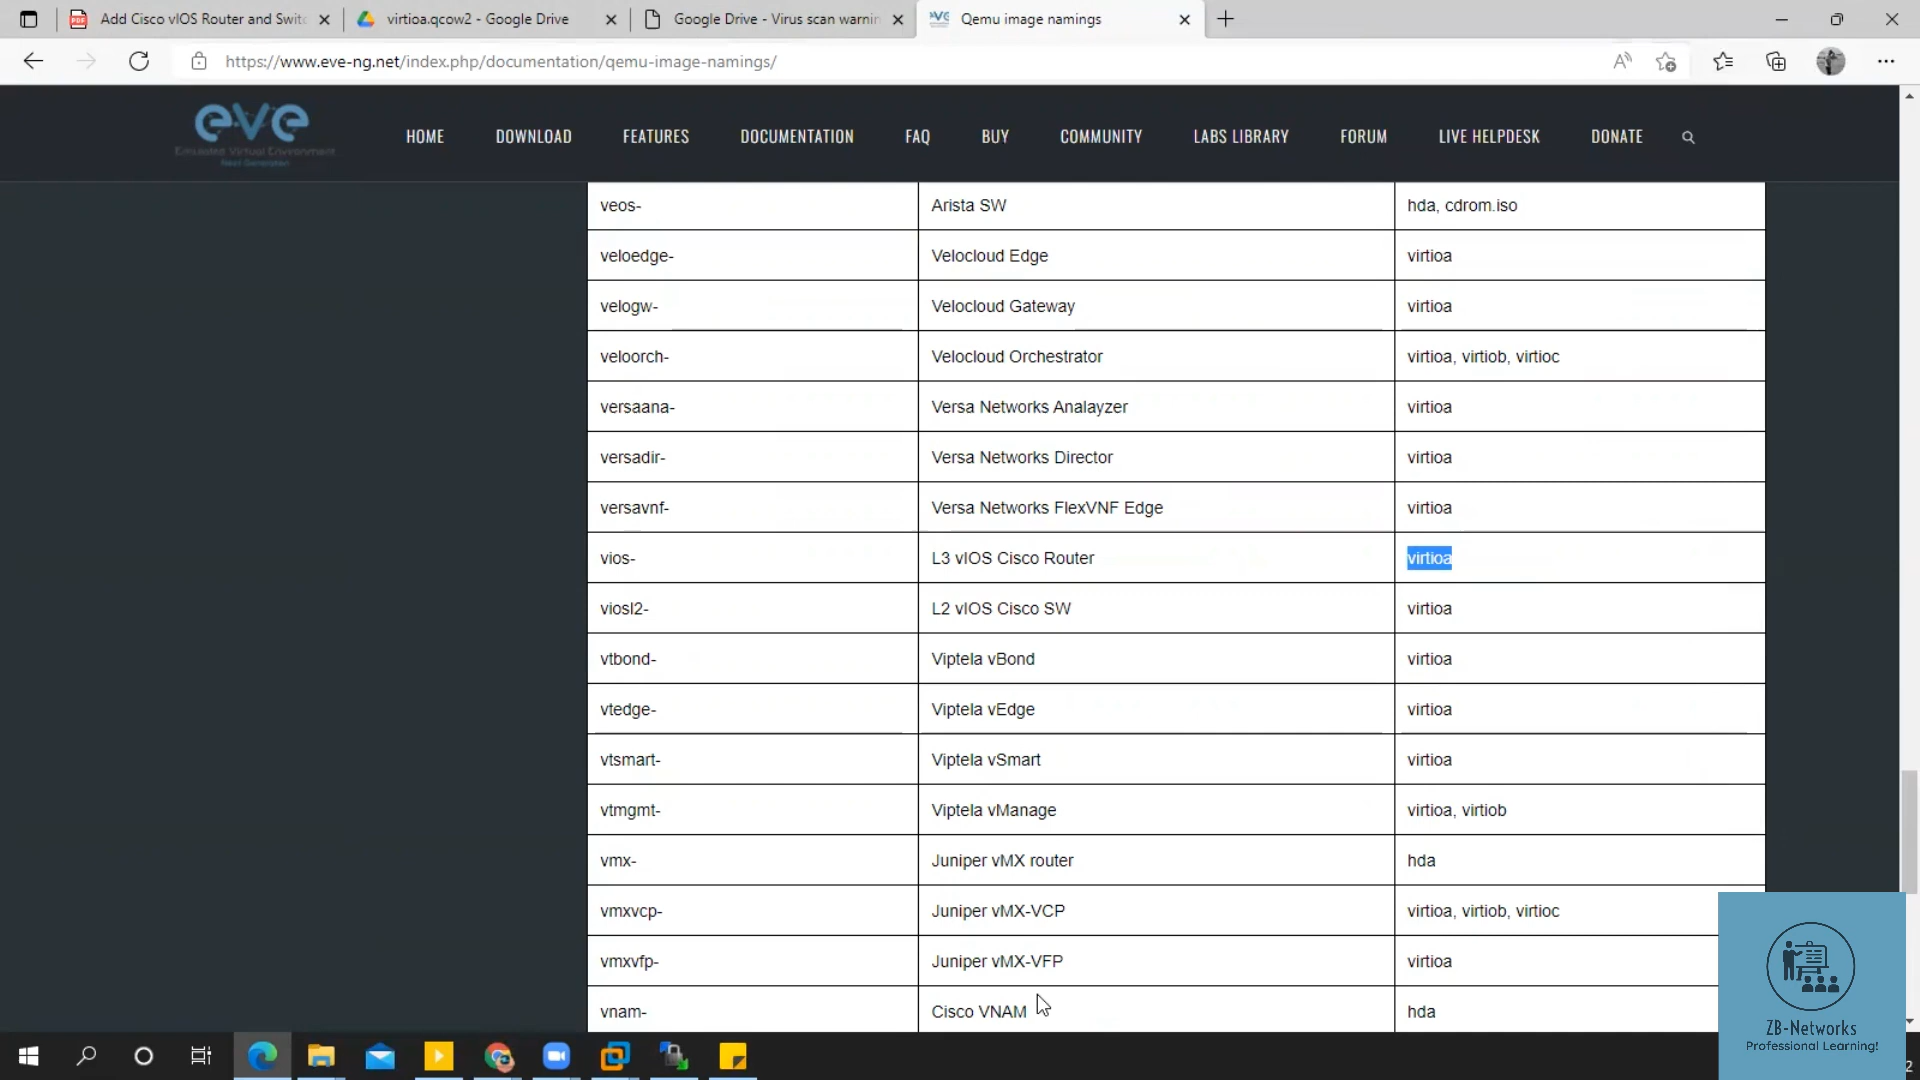 Add Cisco vIOS Router and Swit
virtioa.qcow2 - Google Drive
Google Drive - Virus scan warnin
Qemu image namings
https://www.eve-ng.net/index.php/documentation/qemu-image-namings/
eve
Emulated Virtual Environment
Next Generation
HOME DOWNLOAD FEATURES DOCUMENTATION FAQ BUY COMMUNITY LABS LIBRARY FORUM LIVE HELPDESK DONATE
veos- Arista SW hda, cdrom.iso
veloedge- Velocloud Edge virtioa
velogw- Velocloud Gateway virtioa
veloorch- Velocloud Orchestrator virtioa, virtiob, virtioc
versaana- Versa Networks Analayzer virtioa
versadir- Versa Networks Director virtioa
versavnf- Versa Networks FlexVNF Edge virtioa
vios- L3 vIOS Cisco Router virtioa
viosl2- L2 vIOS Cisco SW virtioa
vtbond- Viptela vBond virtioa
vtedge- Viptela vEdge virtioa
vtsmart- Viptela vSmart virtioa
vtmgmt- Viptela vManage virtioa, virtiob
vmx- Juniper vMX router hda
vmxvcp- Juniper vMX-VCP virtioa, virtiob, virtioc
vmxvfp- Juniper vMX-VFP virtioa
vnam- Cisco VNAM hda
ZB-Networks
Professional Learning!